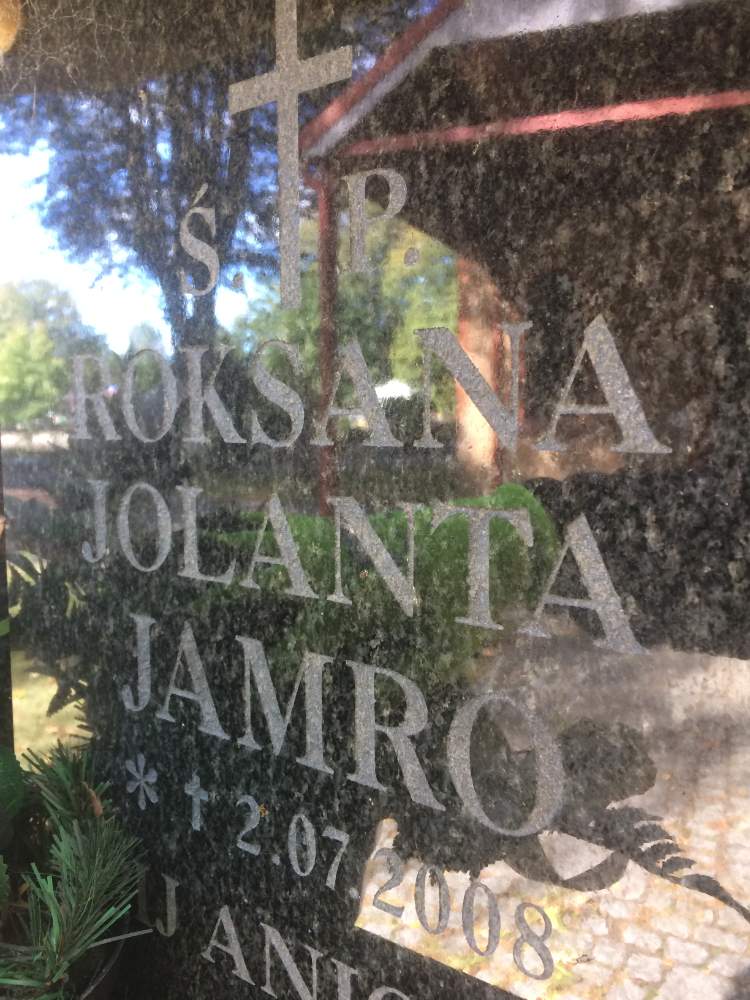 Ś. P.
ROKSANA
JOLANTA
JAMRO
* † 2.07.2008